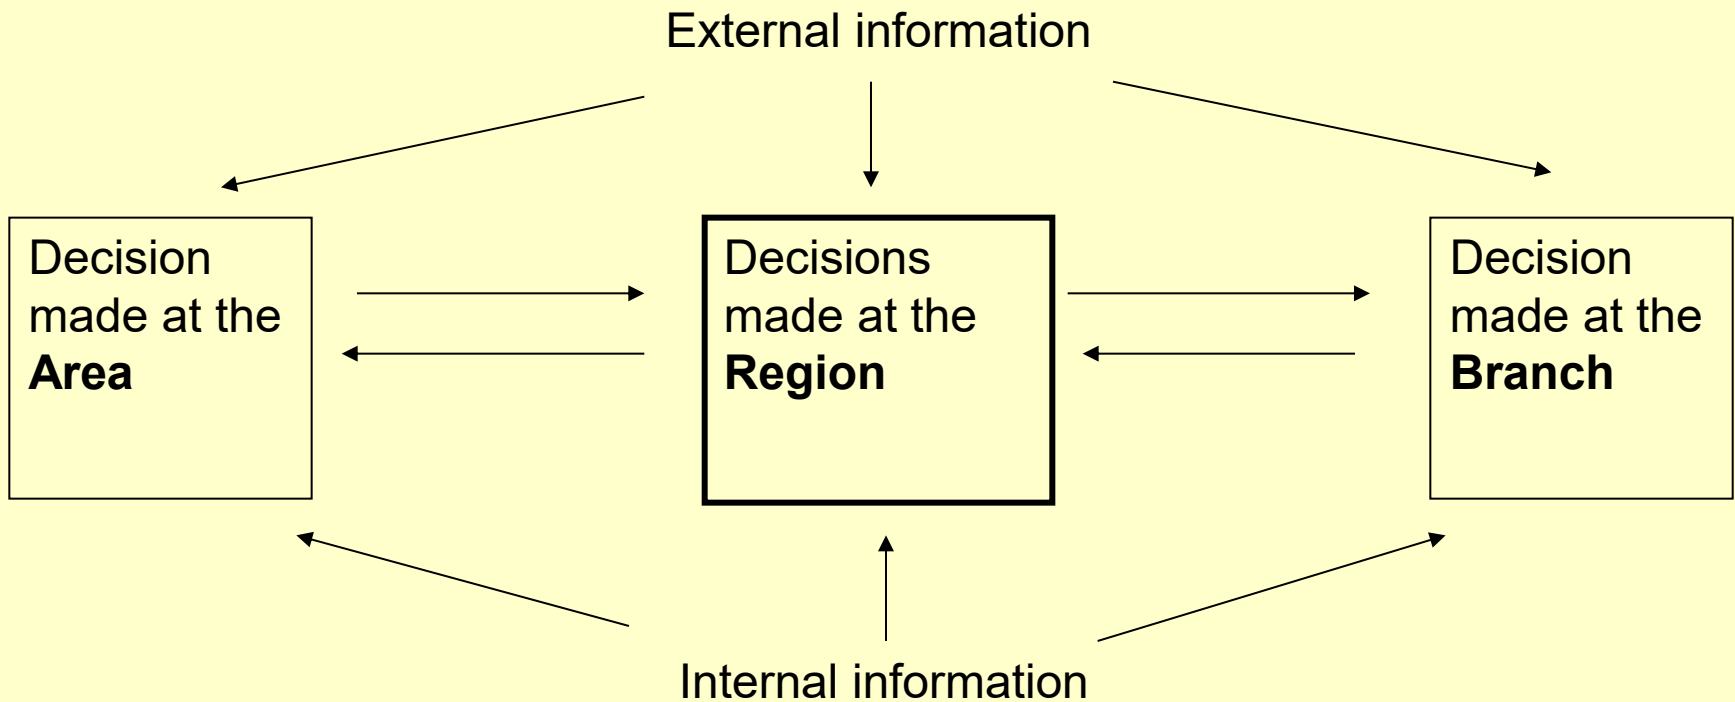 External information
Decision
made at the
Area
Decisions
made at the
Region
Decision
made at the
Branch
Internal information